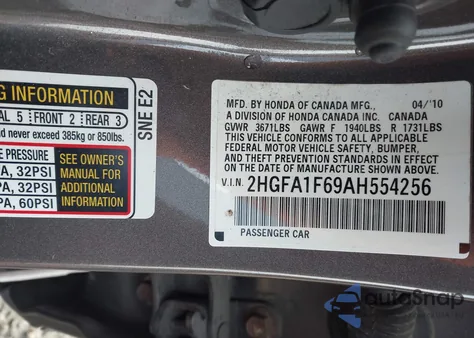 G INFORMATION
AL 5 FRONT 2 REAR 3
d never exceed 385kg or 850lbs.
E PRESSURE
PA, 32PSI
PA, 32PSI
PA, 60PSI
SEE OWNER'S
MANUAL FOR
ADDITIONAL
INFORMATION
SNE E2
MFD. BY HONDA OF CANADA MFG., 04/'10
A DIVISION OF HONDA CANADA INC. CANADA
GVWR 3671LBS GAWR F 1940LBS R 1731LBS
THIS VEHICLE CONFORMS TO ALL APPLICABLE
FEDERAL MOTOR VEHICLE SAFETY, BUMPER,
AND THEFT PREVENTION STANDARDS IN EFFECT
ON THE DATE OF MANUFACTURE SHOWN ABOVE.
V.I.N. 2HGFA1F69AH554256
PASSENGER CAR
autoSnap